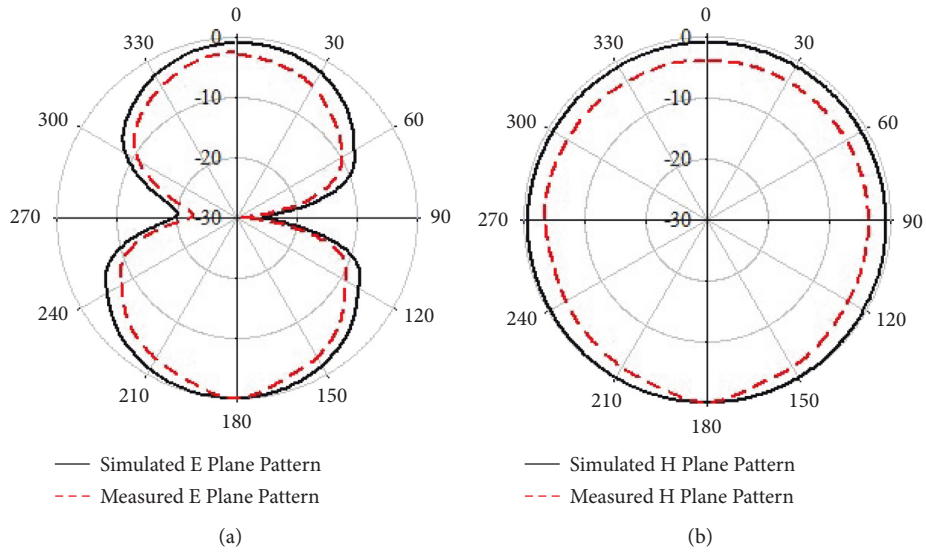 0
330 0 30
-10
300 60
-20
270 -30 90
240 120
210 150
180
Simulated E Plane Pattern
Measured E Plane Pattern
(a)
0
330 0 30
-10
300 60
-20
270 -30 90
240 120
210 150
180
Simulated H Plane Pattern
Measured H Plane Pattern
(b)